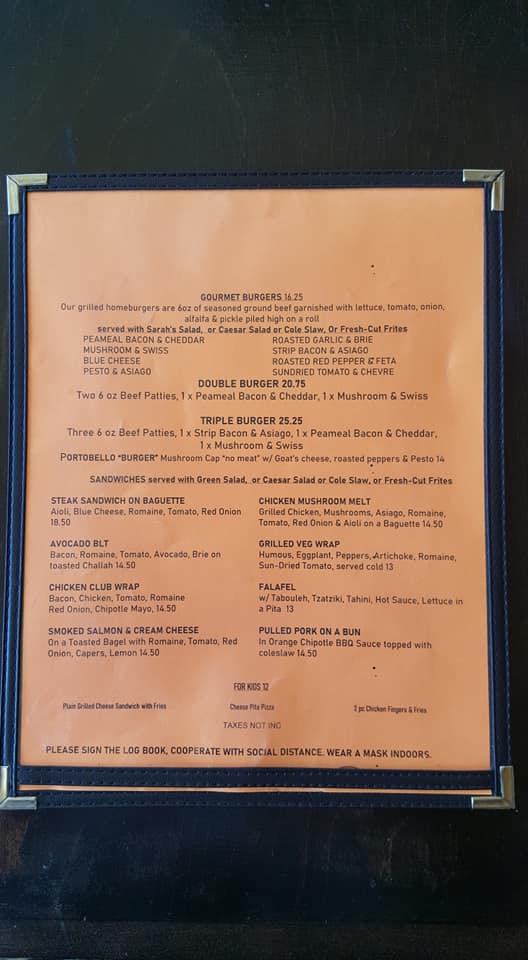 GOURMET BURGERS 16.25
Our grilled homeburgers are 6oz of seasoned ground beef garnished with lettuce, tomato, onion,
alfalfa & pickle piled high on a roll
served with Sarah's Salad, or Caesar Salad or Cole Slaw, Or Fresh-Cut Frites
PEAMEAL BACON & CHEDDAR
MUSHROOM & SWISS
BLUE CHEESE
PESTO & ASIAGO
ROASTED GARLIC & BRIE
STRIP BACON & ASIAGO
ROASTED RED PEPPER & FETA
SUNDRIED TOMATO & CHEVRE
DOUBLE BURGER 20.75
Two 6 oz Beef Patties, 1 x Peameal Bacon & Cheddar, 1 x Mushroom & Swiss
TRIPLE BURGER 25.25
Three 6 oz Beef Patties, 1 x Strip Bacon & Asiago, 1 x Peameal Bacon & Cheddar,
1 x Mushroom & Swiss
PORTOBELLO "BURGER" Mushroom Cap "no meat" w/ Goat's cheese, roasted peppers & Pesto 14
SANDWICHES served with Green Salad, or Caesar Salad or Cole Slaw, or Fresh-Cut Frites
STEAK SANDWICH ON BAGUETTE
Aioli, Blue Cheese, Romaine, Tomato, Red Onion
18.50
AVOCADO BLT
Bacon, Romaine, Tomato, Avocado, Brie on
toasted Challah 14.50
CHICKEN CLUB WRAP
Bacon, Chicken, Tomato, Romaine
Red Onion, Chipotle Mayo, 14.50
SMOKED SALMON & CREAM CHEESE
On a Toasted Bagel with Romaine, Tomato, Red
Onion, Capers, Lemon 14.50
CHICKEN MUSHROOM MELT
Grilled Chicken, Mushrooms, Asiago, Romaine,
Tomato, Red Onion & Aioli on a Baguette 14.50
GRILLED VEG WRAP
Humous, Eggplant, Peppers, Artichoke, Romaine,
Sun-Dried Tomato, served cold 13
FALAFEL
w/ Tabouleh, Tzatziki, Tahini, Hot Sauce, Lettuce in
a Pita 13
PULLED PORK ON A BUN
In Orange Chipotle BBQ Sauce topped with
coleslaw 14.50
FOR KIDS 12
Plain Grilled Cheese Sandwich with Fries
Cheese Pita Pizza
2 pc Chicken Fingers & Fries
TAXES NOT INC
PLEASE SIGN THE LOG BOOK, COOPERATE WITH SOCIAL DISTANCE. WEAR A MASK INDOORS.